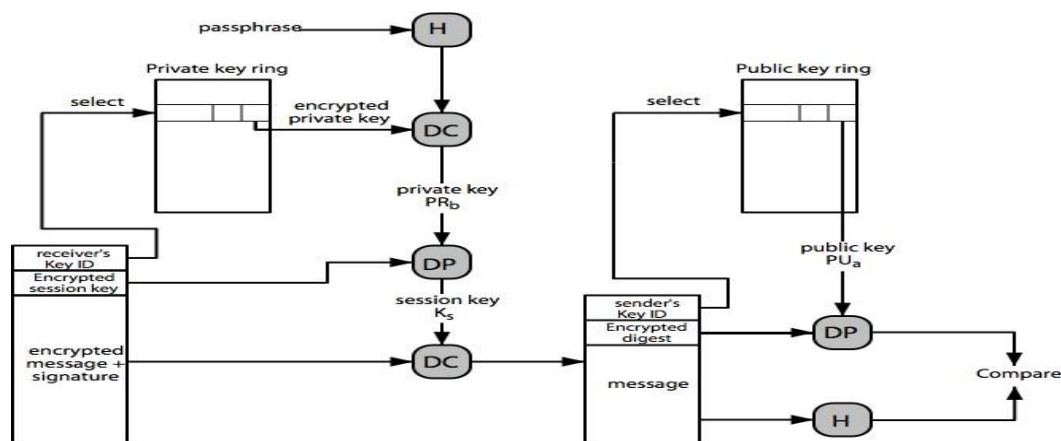 passphrase
H
Private key ring
Public key ring
select
encrypted
private key
DC
select
private key
PRb
public key
PUa
receiver's
Key ID
Encrypted
session key
DP
session key
Ks
encrypted
message +
signature
DC
sender's
Key ID
Encrypted
digest
message
DP
Compare
H